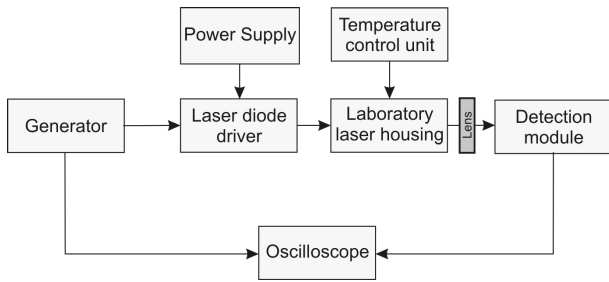 Power Supply
Temperature
control unit
Generator
Laser diode
driver
Laboratory
laser housing
Lens
Detection
module
Oscilloscope